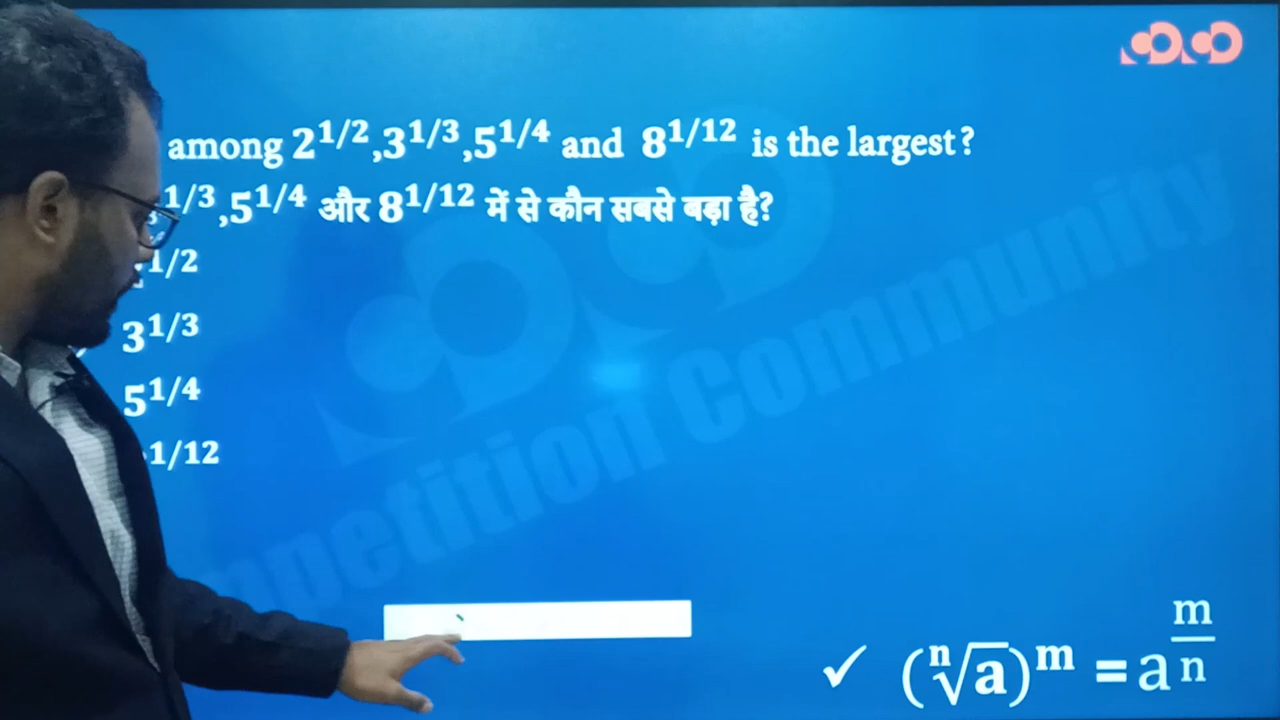 among 2^1/2,3^1/3,5^1/4 and 8^1/12 is the largest?
1/3,5^1/4 और 8^1/12 में से कौन सबसे बड़ा है?
1/2
3^1/3
5^1/4
1/12
petition Community
✓ (ⁿ√a)^m = a^m/n